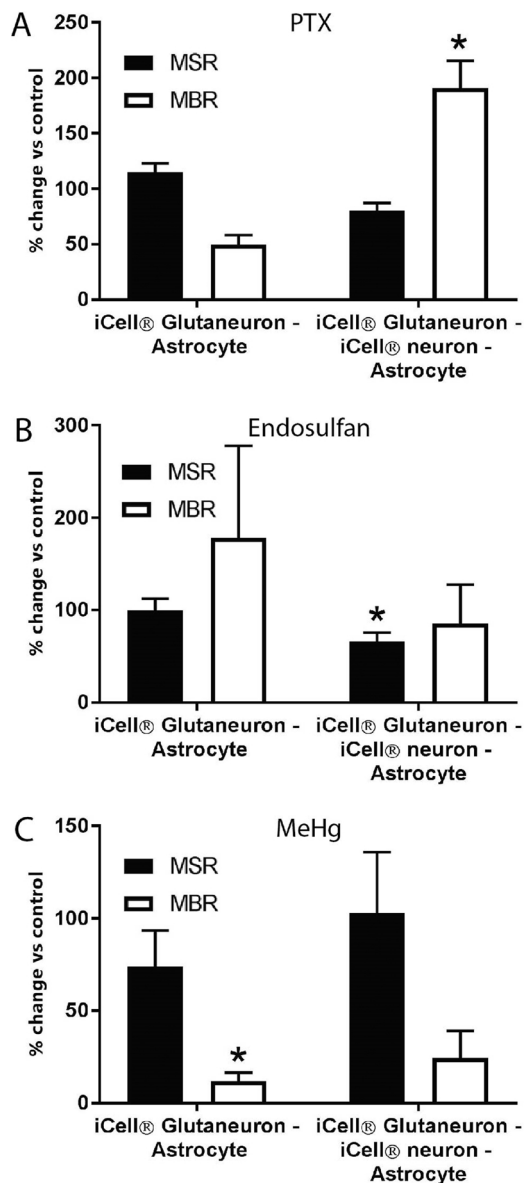 A
PTX
250
200
150
100
50
0
% change vs control
MSR
MBR
*
iCell® Glutaneuron -
Astrocyte
iCell® Glutaneuron -
iCell® neuron -
Astrocyte
B
Endosulfan
300
200
100
0
% change vs control
MSR
MBR
*
iCell® Glutaneuron -
Astrocyte
iCell® Glutaneuron -
iCell® neuron -
Astrocyte
C
MeHg
150
100
50
0
% change vs control
MSR
MBR
*
iCell® Glutaneuron -
Astrocyte
iCell® Glutaneuron -
iCell® neuron -
Astrocyte